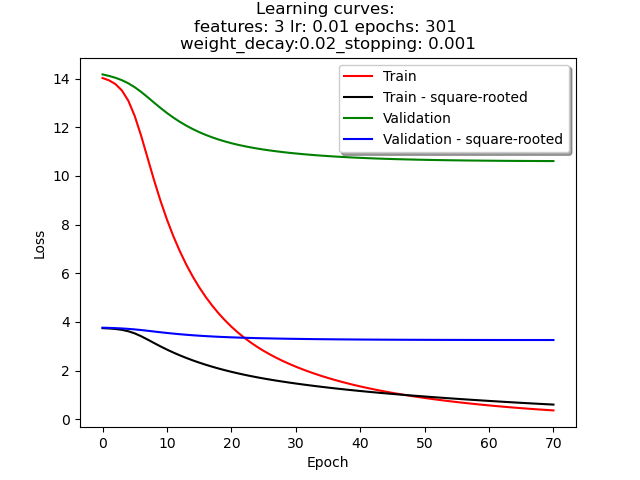 Learning curves:
features: 3 lr: 0.01 epochs: 301
weight_decay:0.02_stopping: 0.001
Train
Train - square-rooted
Validation
Validation - square-rooted
14
12
10
8
6
4
2
0
Loss
0 10 20 30 40 50 60 70
Epoch